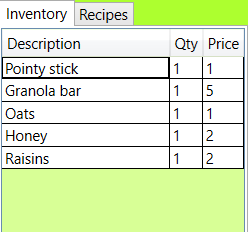 Inventory Recipes
Description Qty Price
Pointy stick 1 1
Granola bar 1 5
Oats 1 1
Honey 1 2
Raisins 1 2